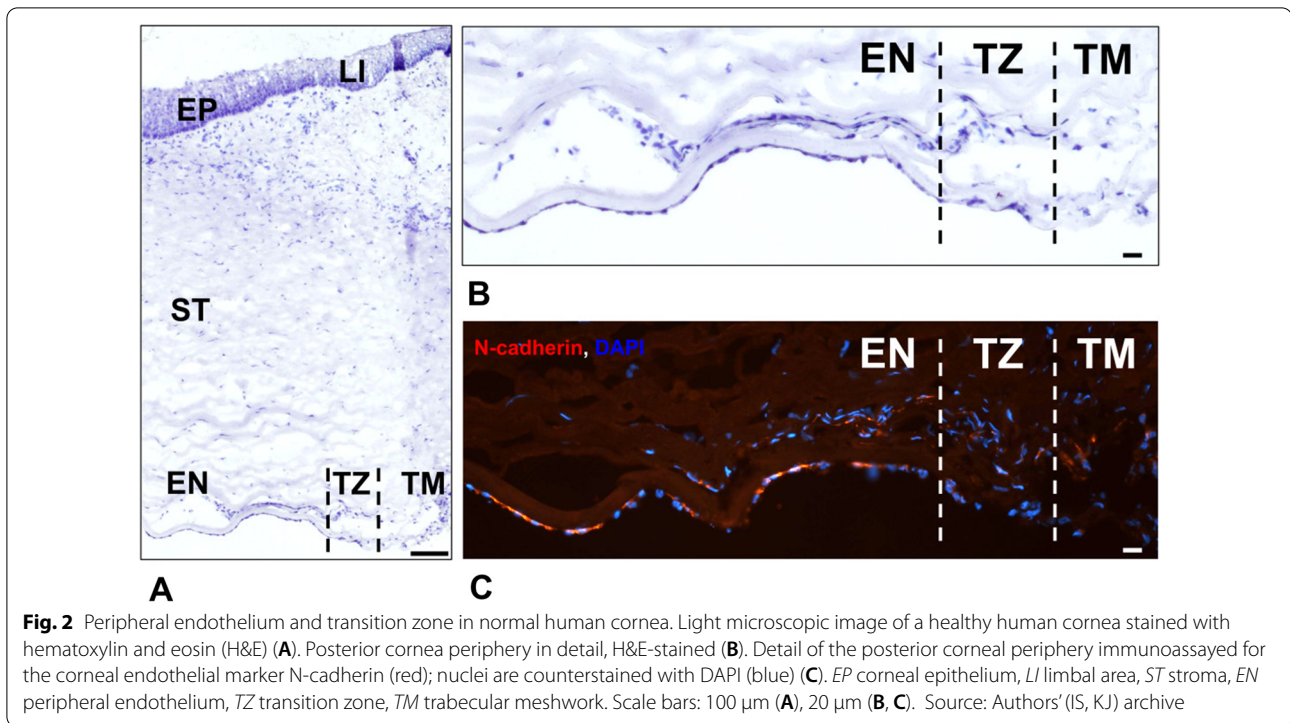 LI
EP
ST
EN TZ TM
A
EN TZ TM
B
N-cadherin, DAPI
EN TZ TM
C
Fig. 2 Peripheral endothelium and transition zone in normal human cornea. Light microscopic image of a healthy human cornea stained with
hematoxylin and eosin (H&E) (A). Posterior cornea periphery in detail, H&E-stained (B). Detail of the posterior corneal periphery immunoassayed for
the corneal endothelial marker N-cadherin (red); nuclei are counterstained with DAPI (blue) (C). EP corneal epithelium, LI limbal area, ST stroma, EN
peripheral endothelium, TZ transition zone, TM trabecular meshwork. Scale bars: 100 µm (A), 20 µm (B, C). Source: Authors’ (IS, KJ) archive